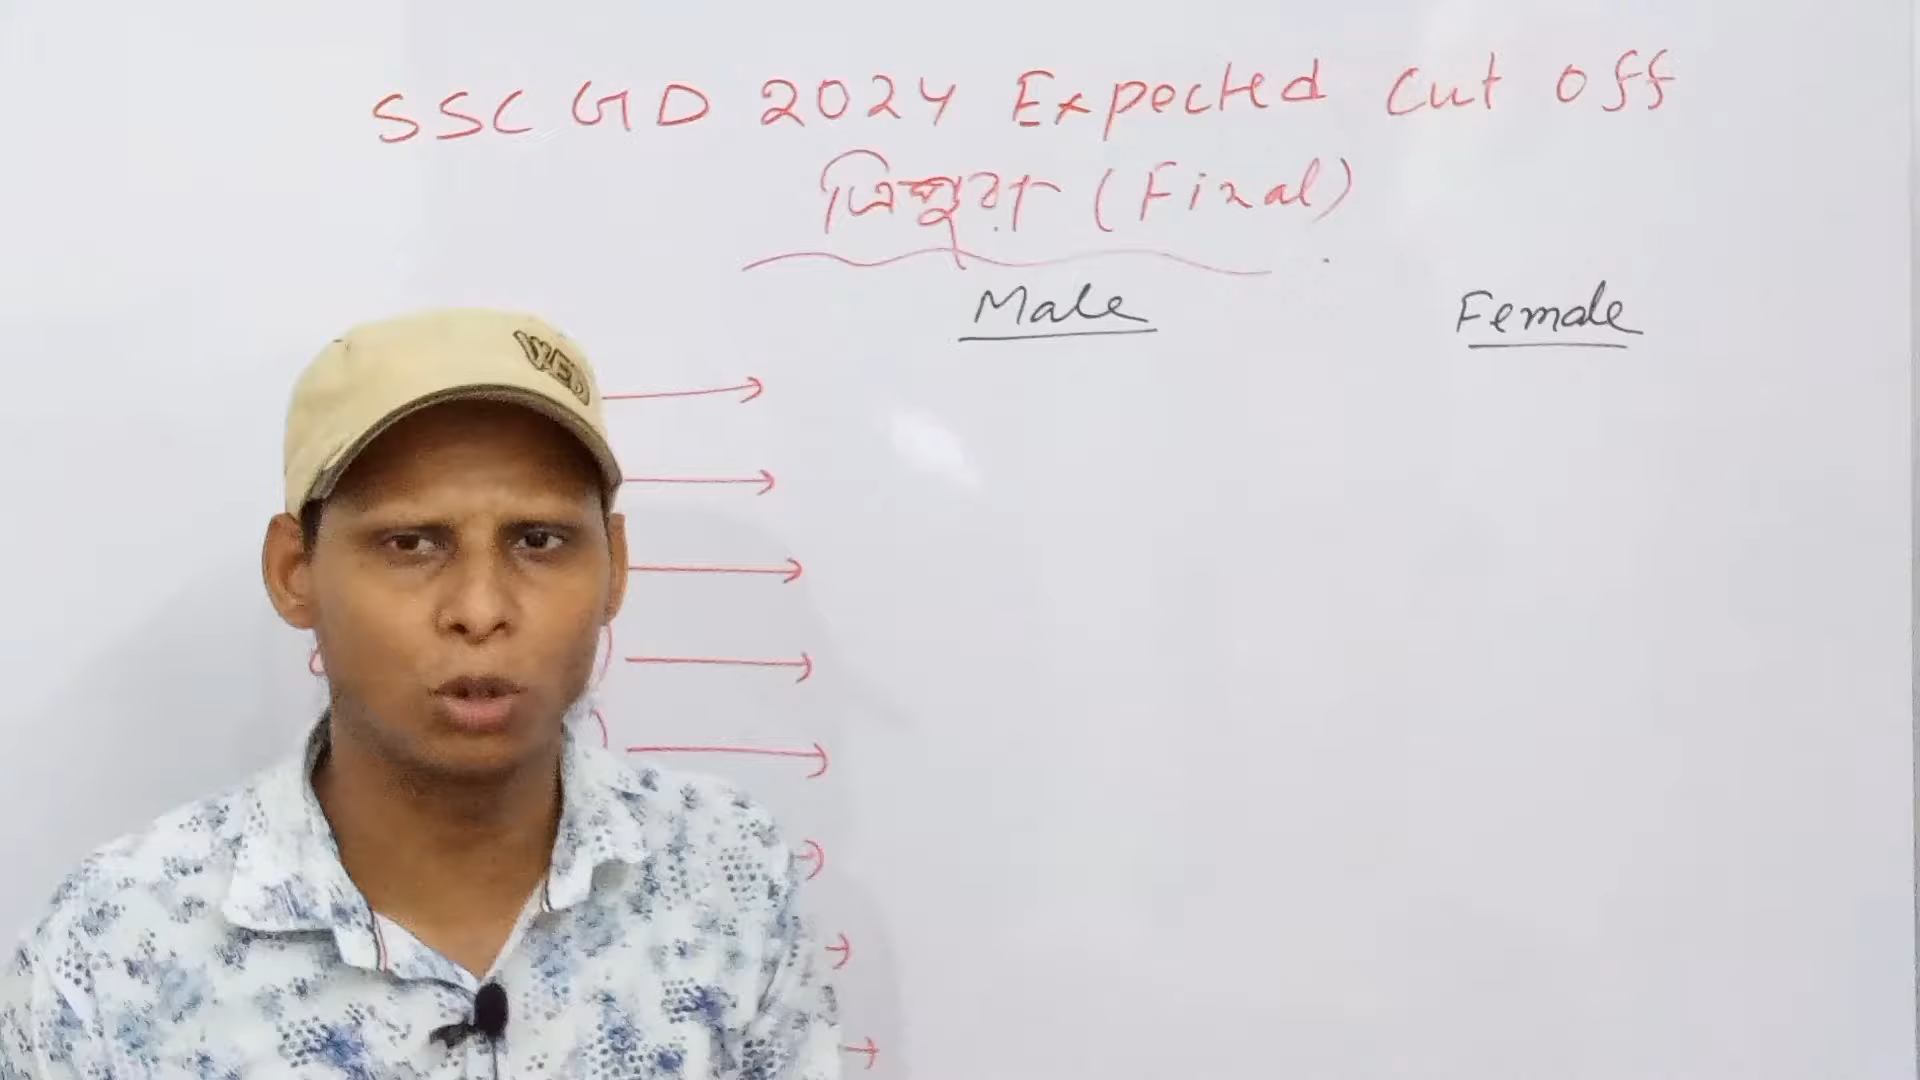 SSC GD 2024 Expected Cut off
ত্রিপুরা (Final)
Male Female